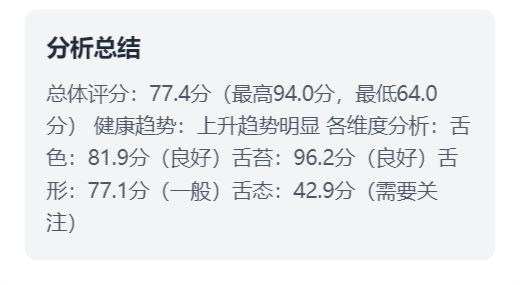 分析总结
总体评分：77.4分（最高94.0分，最低64.0
分） 健康趋势：上升趋势明显 各维度分析：舌
色：81.9分（良好）舌苔：96.2分（良好）舌
形：77.1分（一般）舌态：42.9分（需要关
注）